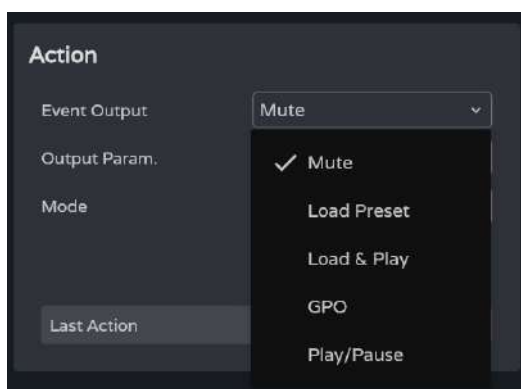 Action
Event Output
Mute
Output Param.
Mute
Mode
Load Preset
Load & Play
GPO
Last Action
Play/Pause